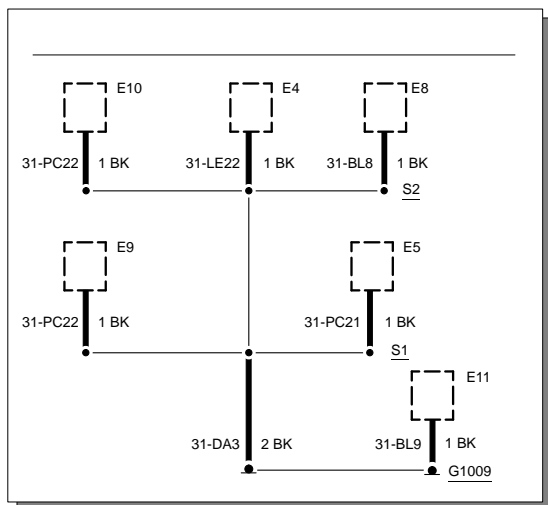 E10 E4 E8
31-PC22 1 BK 31-LE22 1 BK 31-BL8 1 BK
S2
E9 E5
31-PC22 1 BK 31-PC21 1 BK
S1
E11
31-DA3 2 BK 31-BL9 1 BK
G1009